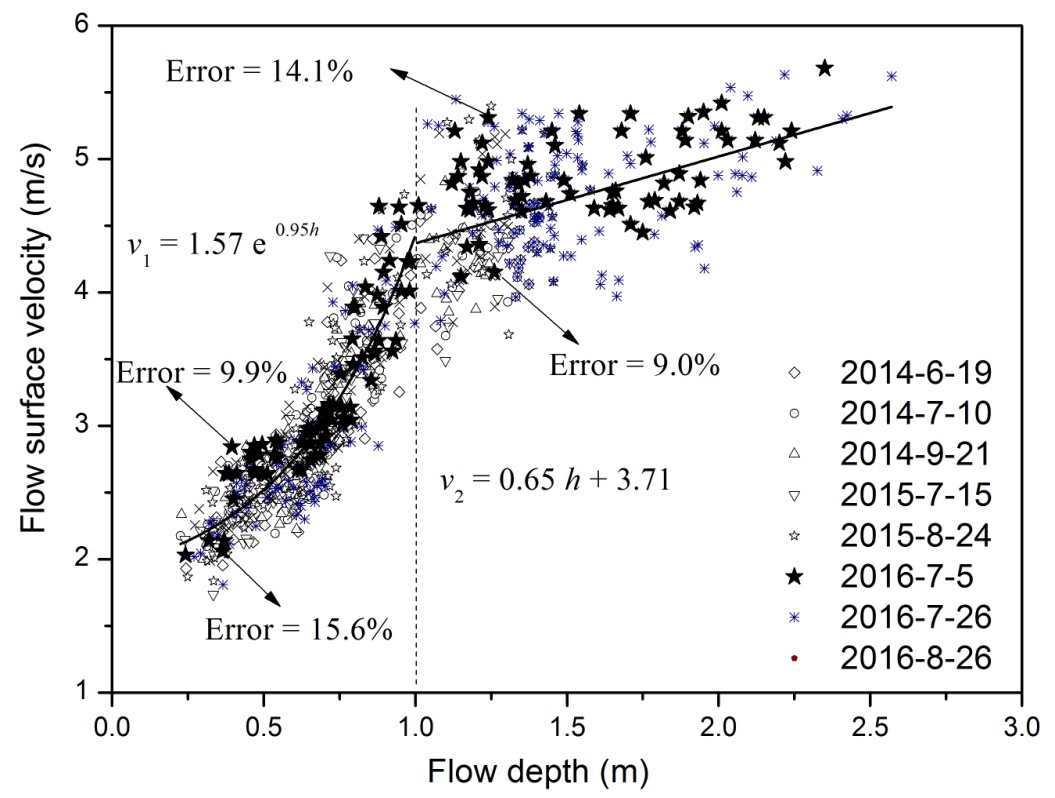 6
5
4
3
2
1
Flow surface velocity (m/s)
Error = 14.1%
v1 = 1.57 e^0.95h
Error = 9.9%
Error = 9.0%
v2 = 0.65 h + 3.71
Error = 15.6%
2014-6-19
2014-7-10
2014-9-21
2015-7-15
2015-8-24
2016-7-5
2016-7-26
2016-8-26
0.0 0.5 1.0 1.5 2.0 2.5 3.0
Flow depth (m)